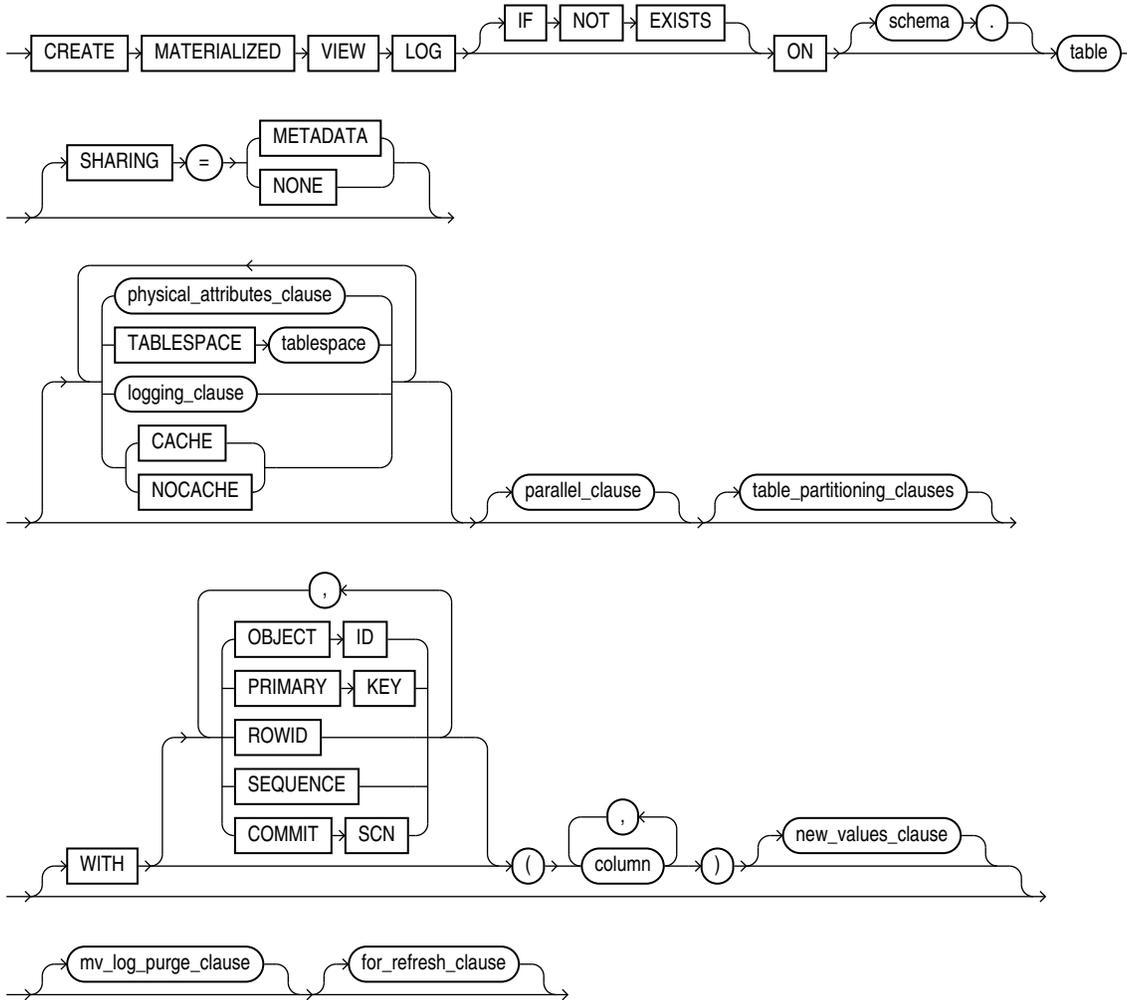 IF NOT EXISTS schema .
CREATE MATERIALIZED VIEW LOG ON table
METADATA
SHARING =
NONE
physical_attributes_clause
TABLESPACE tablespace
logging_clause
CACHE
NOCACHE parallel_clause table_partitioning_clauses
,
OBJECT ID
PRIMARY KEY
ROWID
SEQUENCE
,
COMMIT SCN new_values_clause
WITH ( column )
mv_log_purge_clause for_refresh_clause